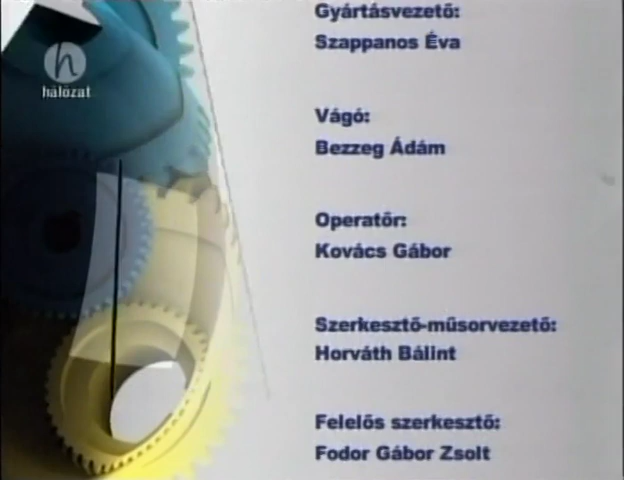 h
hálózat
Gyártásvezető:
Szappanos Éva
Vágó:
Bezzeg Ádám
Operatőr:
Kovács Gábor
Szerkesztő-műsorvezető:
Horváth Bálint
Felelős szerkesztő:
Fodor Gábor Zsolt